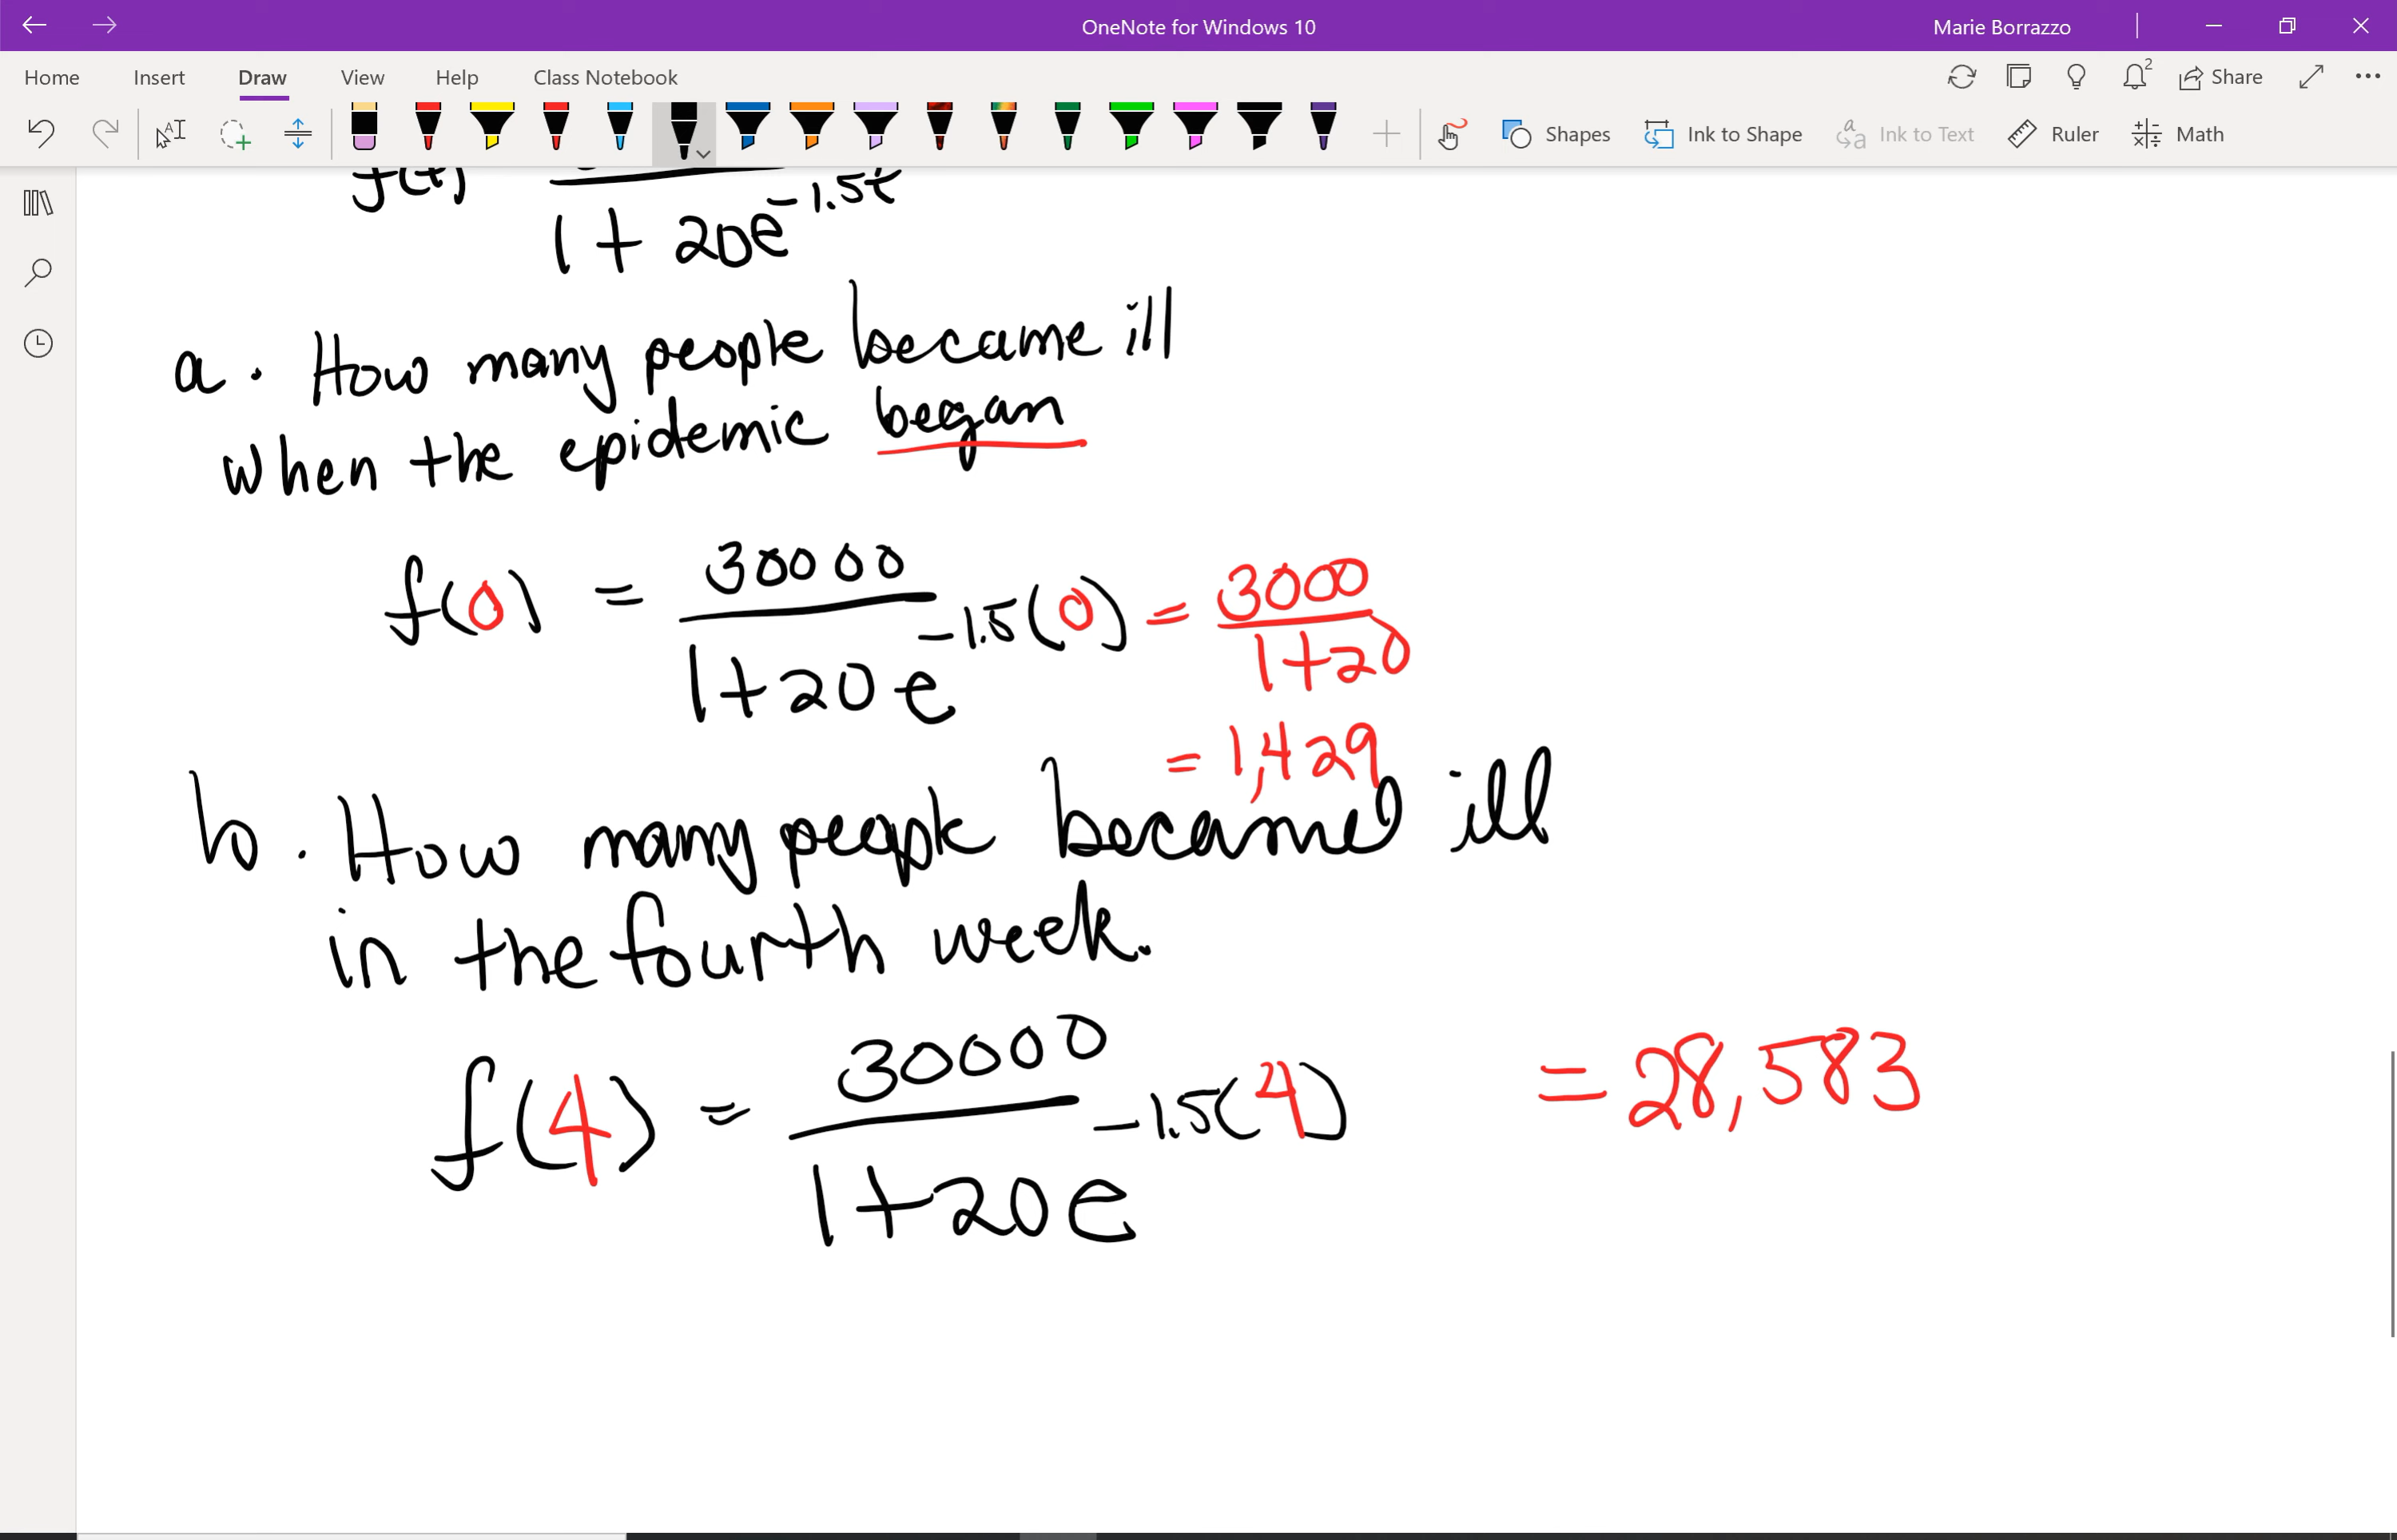 OneNote for Windows 10
Marie Borrazzo
Home Insert Draw View Help Class Notebook
2 Share
Shapes Ink to Shape Ink to Text Ruler Math
f(t)
1 + 20e^-1.5t
a. How many people became ill
when the epidemic began
f(0) = 30000 / 1+20e^-1.5(0) = 3000 / 1+20
= 1,429
b. How many people became ill
in the fourth week.
f(4) = 30000 / 1+20e^-1.5(4) = 28,583